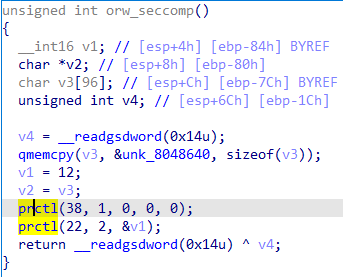 unsigned int orw_seccomp()
{
__int16 v1; // [esp+4h] [ebp-84h] BYREF
char *v2; // [esp+8h] [ebp-80h]
char v3[96]; // [esp+Ch] [ebp-7Ch] BYREF
unsigned int v4; // [esp+6Ch] [ebp-1Ch]
v4 = __readgsdword(0x14u);
qmemcpy(v3, &unk_8048640, sizeof(v3));
v1 = 12;
v2 = v3;
prctl(38, 1, 0, 0, 0);
prctl(22, 2, &v1);
return __readgsdword(0x14u) ^ v4;
}